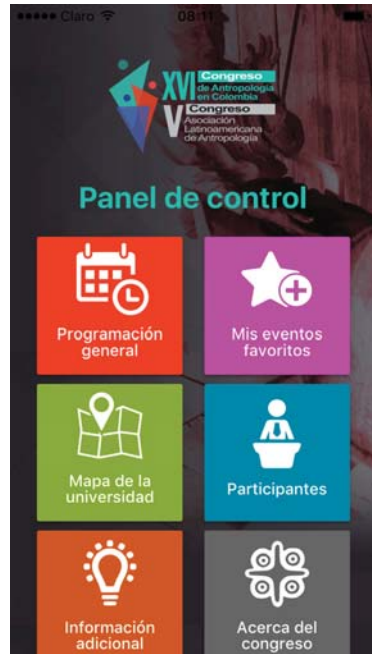 Claro 08:11
XVI Congreso
de Antropología
en Colombia
V Congreso
Asociación
Latinoamericana
de Antropología
Panel de control
Programación
general
Mis eventos
favoritos
Mapa de la
universidad
Participantes
Información
adicional
Acerca del
congreso